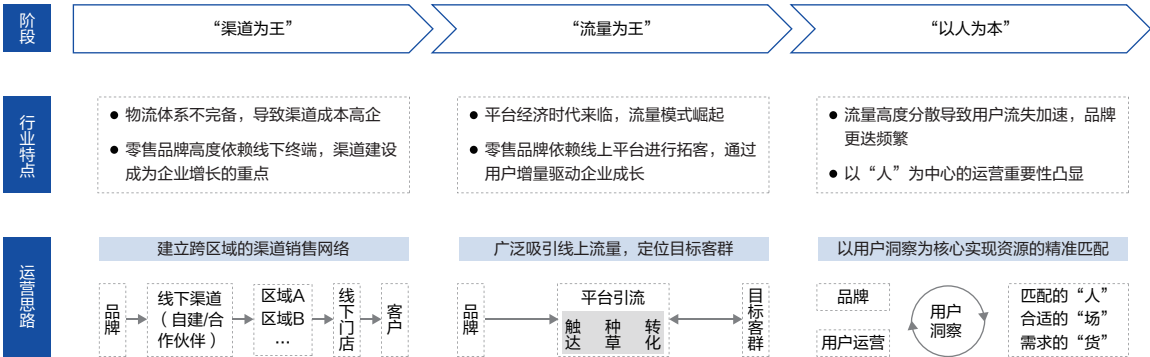 阶段
“渠道为王”
“流量为王”
“以人为本”
行业特点
● 物流体系不完备，导致渠道成本高企
● 零售品牌高度依赖线下终端，渠道建设
成为企业增长的重点
● 平台经济时代来临，流量模式崛起
● 零售品牌依赖线上平台进行拓客，通过
用户增量驱动企业成长
● 流量高度分散导致用户流失加速，品牌
更迭频繁
● 以“人”为中心的运营重要性凸显
运营思路
建立跨区域的渠道销售网络
品牌
线下渠道
（自建/合
作伙伴）
区域A
区域B
…
线下门店
客户
广泛吸引线上流量，定位目标客群
品牌
平台引流
触达
种草
转化
目标客群
以用户洞察为核心实现资源的精准匹配
品牌
用户运营
用户
洞察
匹配的“人”
合适的“场”
需求的“货”